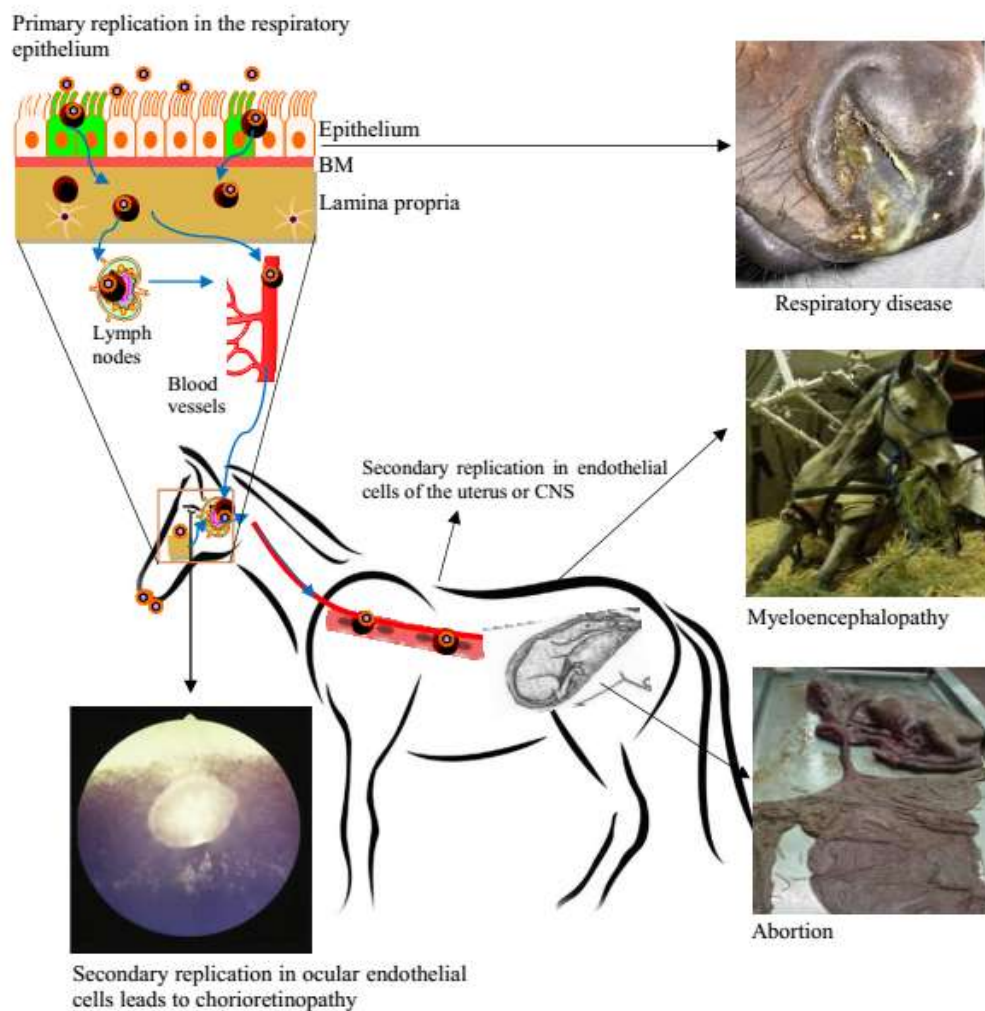 Primary replication in the respiratory
epithelium
Epithelium
BM
Lamina propria
Respiratory disease
Lymph
nodes
Blood
vessels
Secondary replication in endothelial
cells of the uterus or CNS
Myeloencephalopathy
Abortion
Secondary replication in ocular endothelial
cells leads to chorioretinopathy